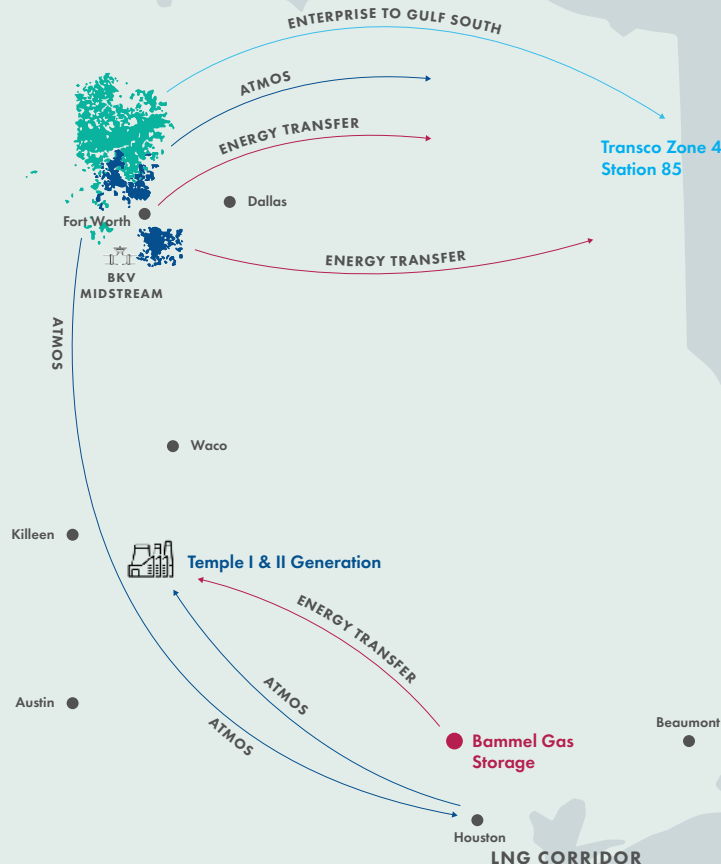 ENTERPRISE TO GULF SOUTH
ATMOS
ENERGY TRANSFER
Transco Zone 4
Station 85
Dallas
Fort Worth
BKV
MIDSTREAM
ENERGY TRANSFER
ATMOS
Waco
Killeen
Temple I & II Generation
ENERGY TRANSFER
ATMOS
ATMOS
Austin
Bammel Gas
Storage
Beaumont
Houston
LNG CORRIDOR